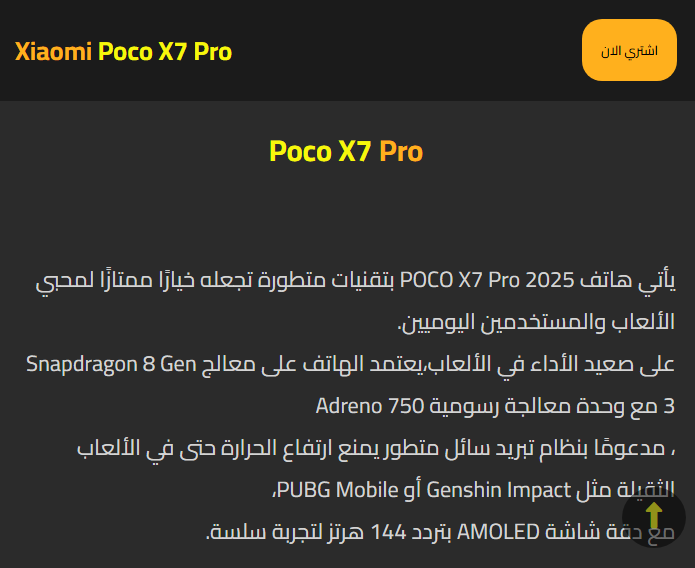 Xiaomi Poco X7 Pro
اشتري الان
Poco X7 Pro
يأتي هاتف POCO X7 Pro 2025 بتقنيات متطورة تجعله خيارًا ممتازًا لمحبي
الألعاب والمستخدمين اليوميين.
على صعيد الأداء في الألعاب،يعتمد الهاتف على معالج Snapdragon 8 Gen
3 مع وحدة معالجة رسومية Adreno 750
، مدعومًا بنظام تبريد سائل متطور يمنع ارتفاع الحرارة حتى في الألعاب
الثقيلة مثل Genshin Impact أو PUBG Mobile،
مع دقة شاشة AMOLED بتردد 144 هرتز لتجربة سلسة.